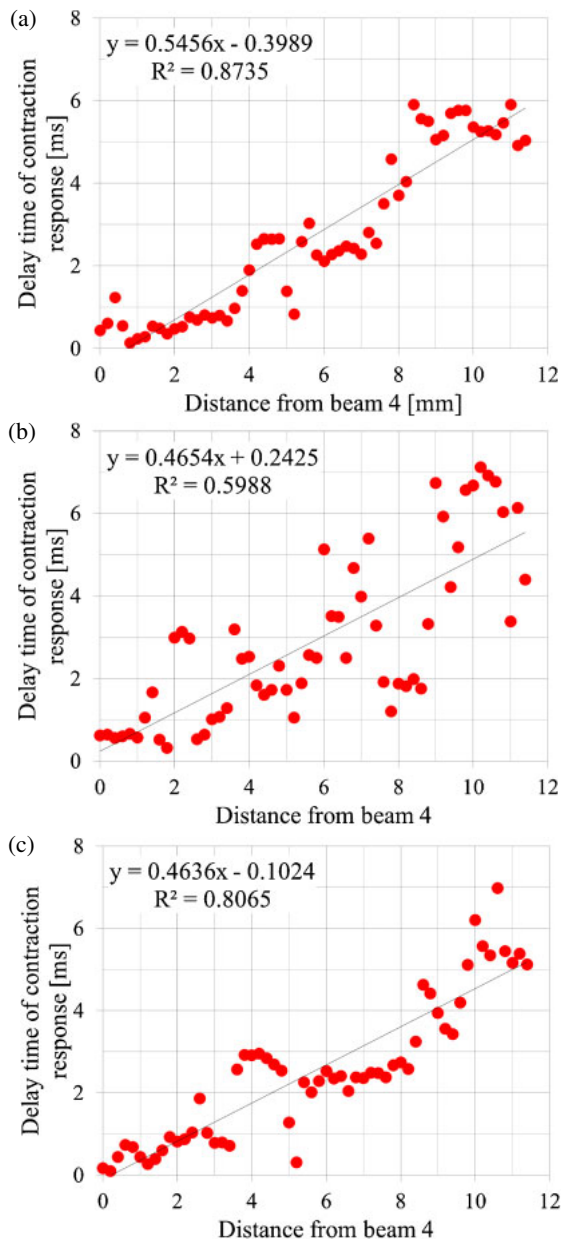 (a)
8
6
4
2
0
y = 0.5456x - 0.3989
R² = 0.8735
Delay time of contraction
response [ms]
0 2 4 6 8 10 12
Distance from beam 4 [mm]
(b)
8
6
4
2
0
y = 0.4654x + 0.2425
R² = 0.5988
Delay time of contraction
response [ms]
0 2 4 6 8 10 12
Distance from beam 4
(c)
8
6
4
2
0
y = 0.4636x - 0.1024
R² = 0.8065
Delay time of contraction
response [ms]
0 2 4 6 8 10 12
Distance from beam 4